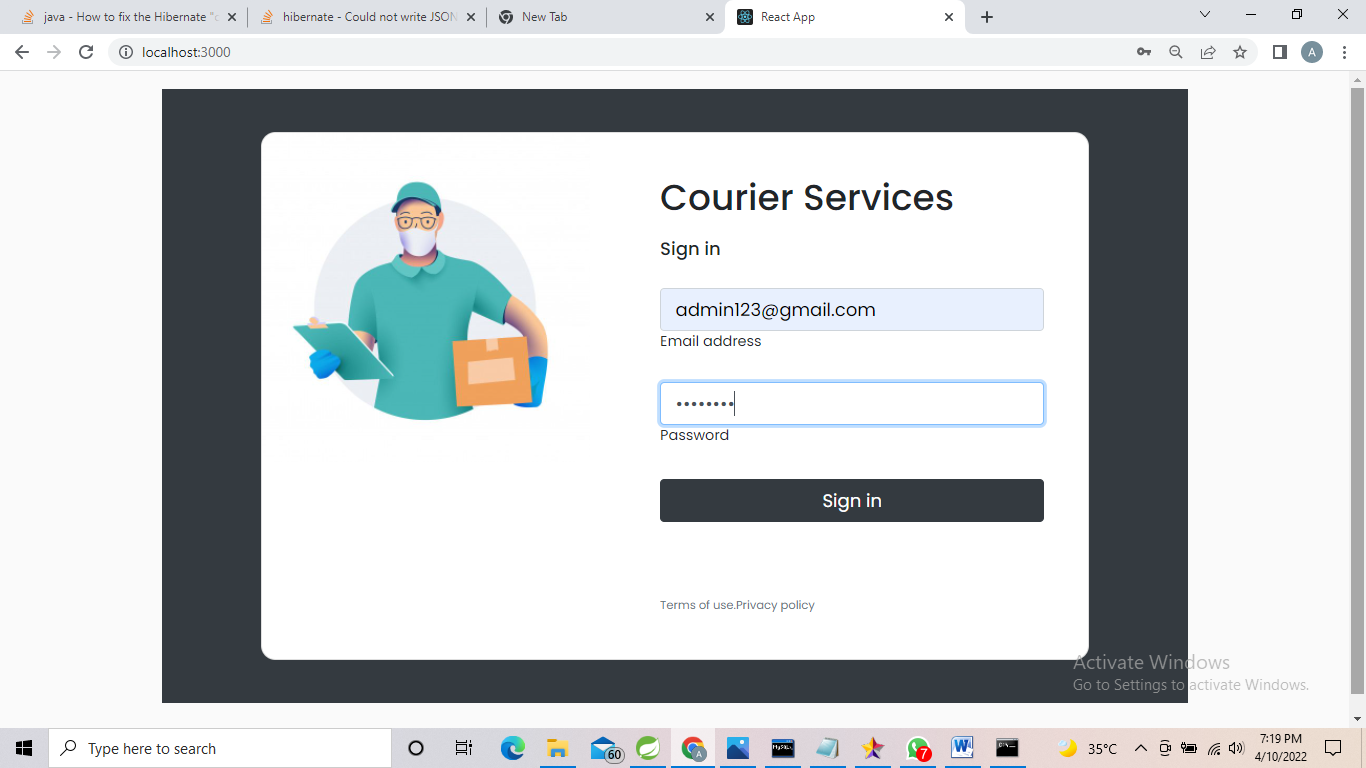 java - How to fix the Hibernate "c
hibernate - Could not write JSON
New Tab
React App
localhost:3000
A
Courier Services
Sign in
admin123@gmail.com
Email address
Password
Sign in
Terms of use.Privacy policy
Activate Windows
Go to Settings to activate Windows.
Type here to search
60
A
7
35°C
7:19 PM
4/10/2022